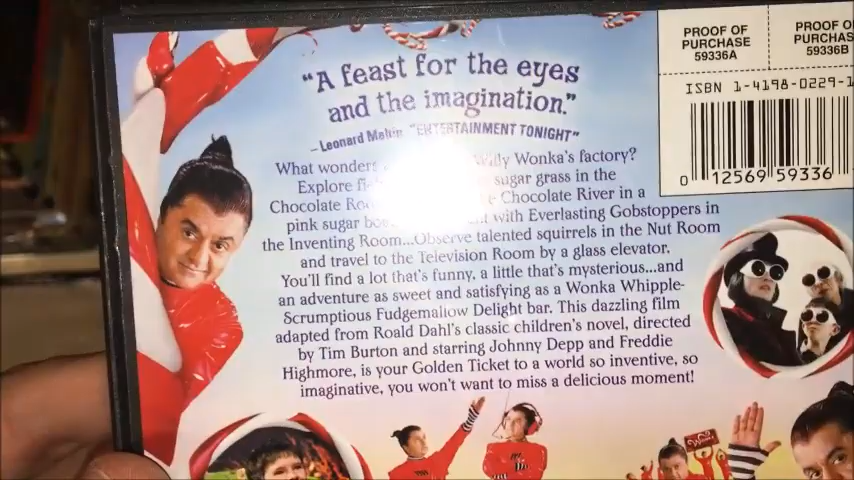 "A feast for the eyes
and the imagination."
–Leonard Maltin "ENTERTAINMENT TONIGHT"
What wonders Willy Wonka's factory?
Explore sugar grass in the
Chocolate Chocolate River in a
pink sugar with Everlasting Gobstoppers in
the Inventing Room...Observe talented squirrels in the Nut Room
and travel to the Television Room by a glass elevator.
You'll find a lot that's funny, a little that's mysterious...and
an adventure as sweet and satisfying as a Wonka Whipple-
Scrumptious Fudgemallow Delight bar. This dazzling film
adapted from Roald Dahl's classic children's novel, directed
by Tim Burton and starring Johnny Depp and Freddie
Highmore, is your Golden Ticket to a world so inventive, so
imaginative, you won't want to miss a delicious moment!
PROOF OF
PURCHASE
59336A
PROOF OF
PURCHAS
59336B
ISBN 1-4198-0229-1
0 12569 59336
Wonka